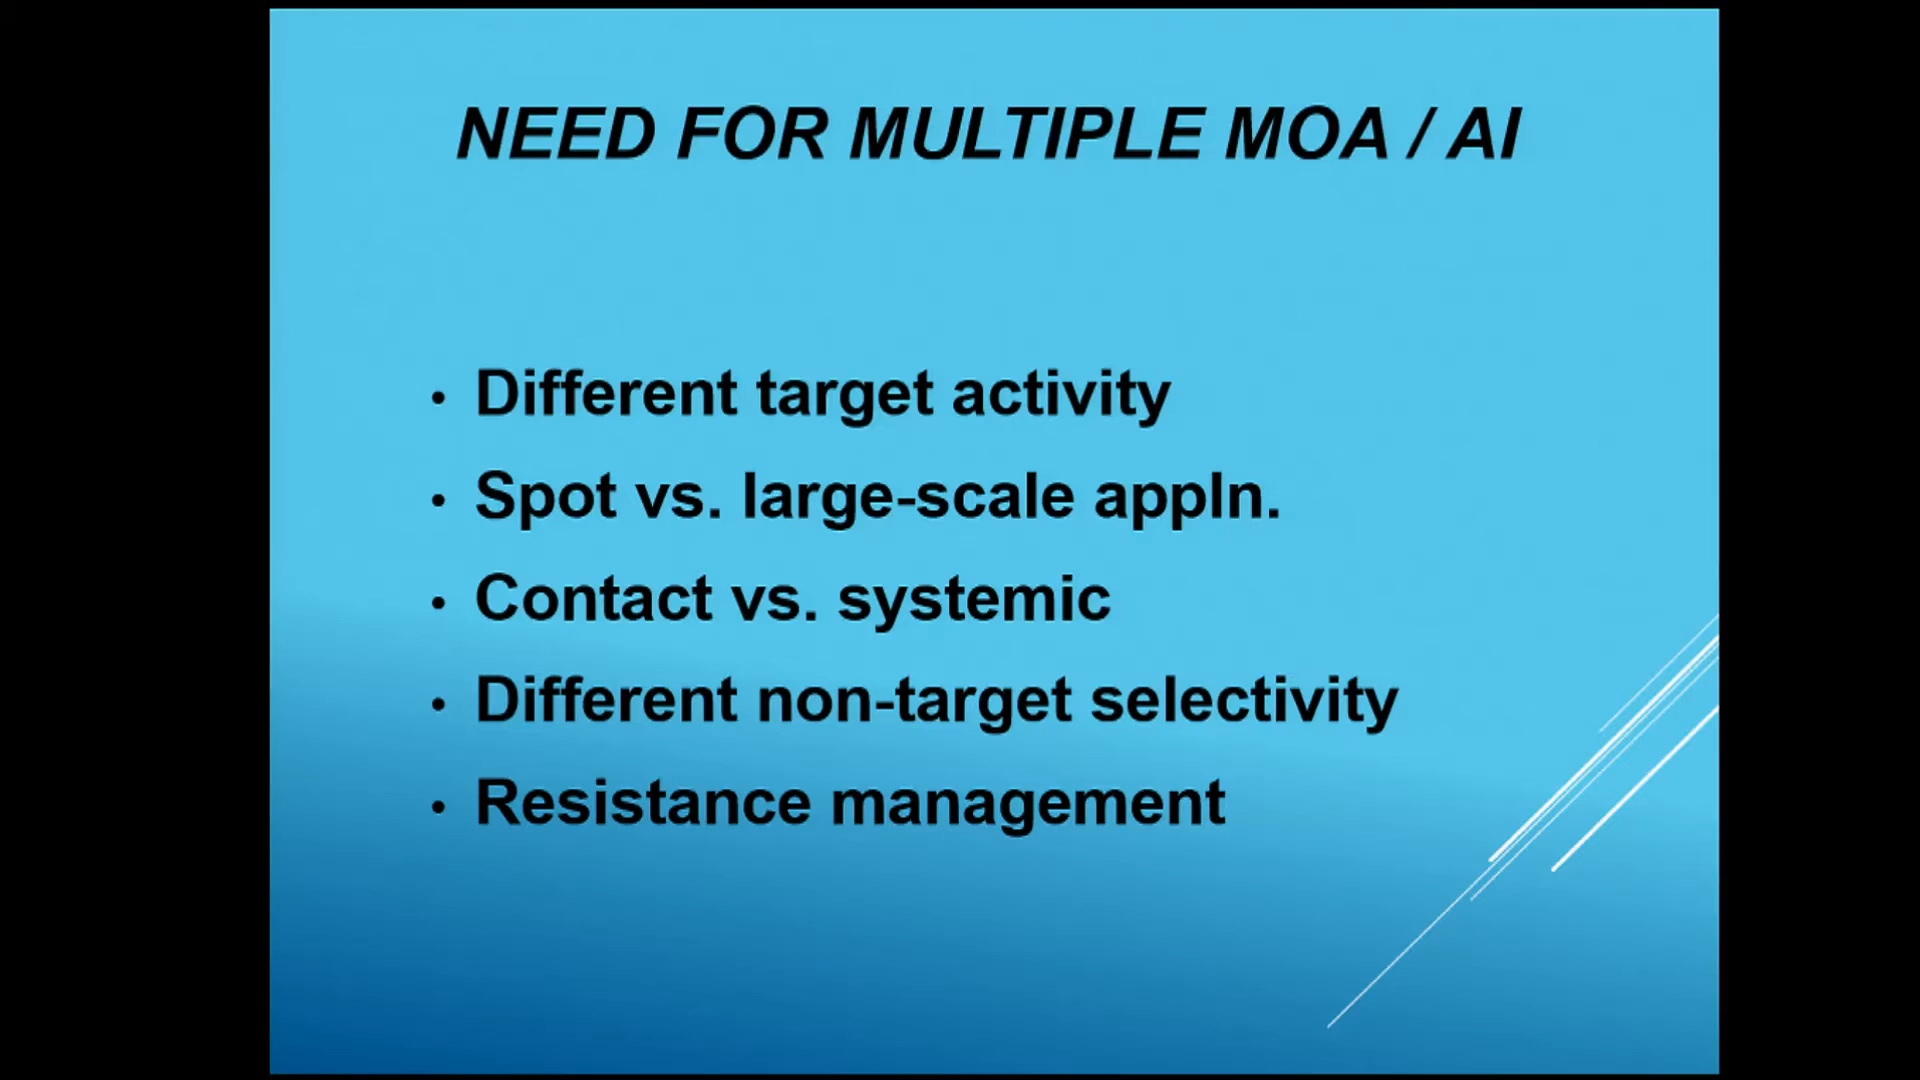 NEED FOR MULTIPLE MOA / AI
• Different target activity
• Spot vs. large-scale appln.
• Contact vs. systemic
• Different non-target selectivity
• Resistance management